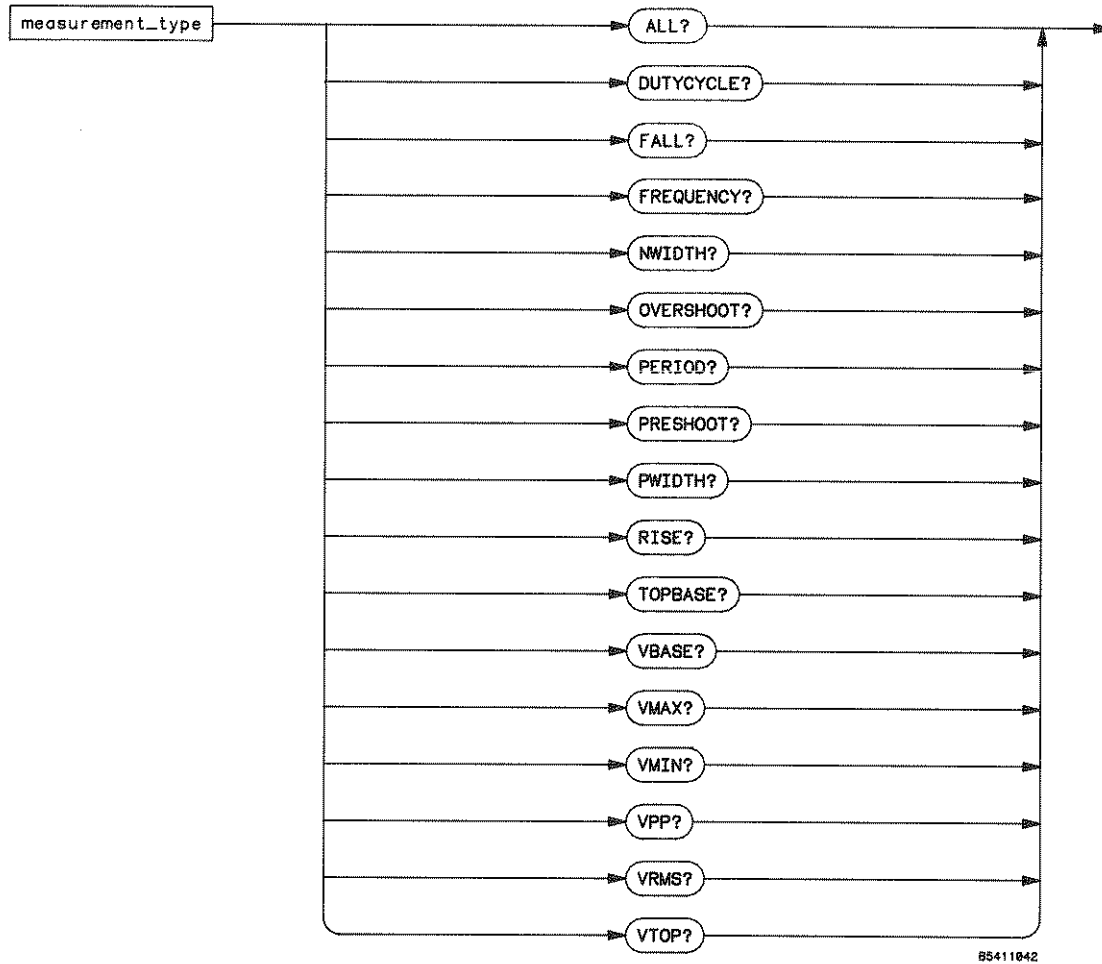 measurement_type
ALL?
DUTYCYCLE?
FALL?
FREQUENCY?
NWIDTH?
OVERSHOOT?
PERIOD?
PRESHOOT?
PWIDTH?
RISE?
TOPBASE?
VBASE?
VMAX?
VMIN?
VPP?
VRMS?
VTOP?
85411042